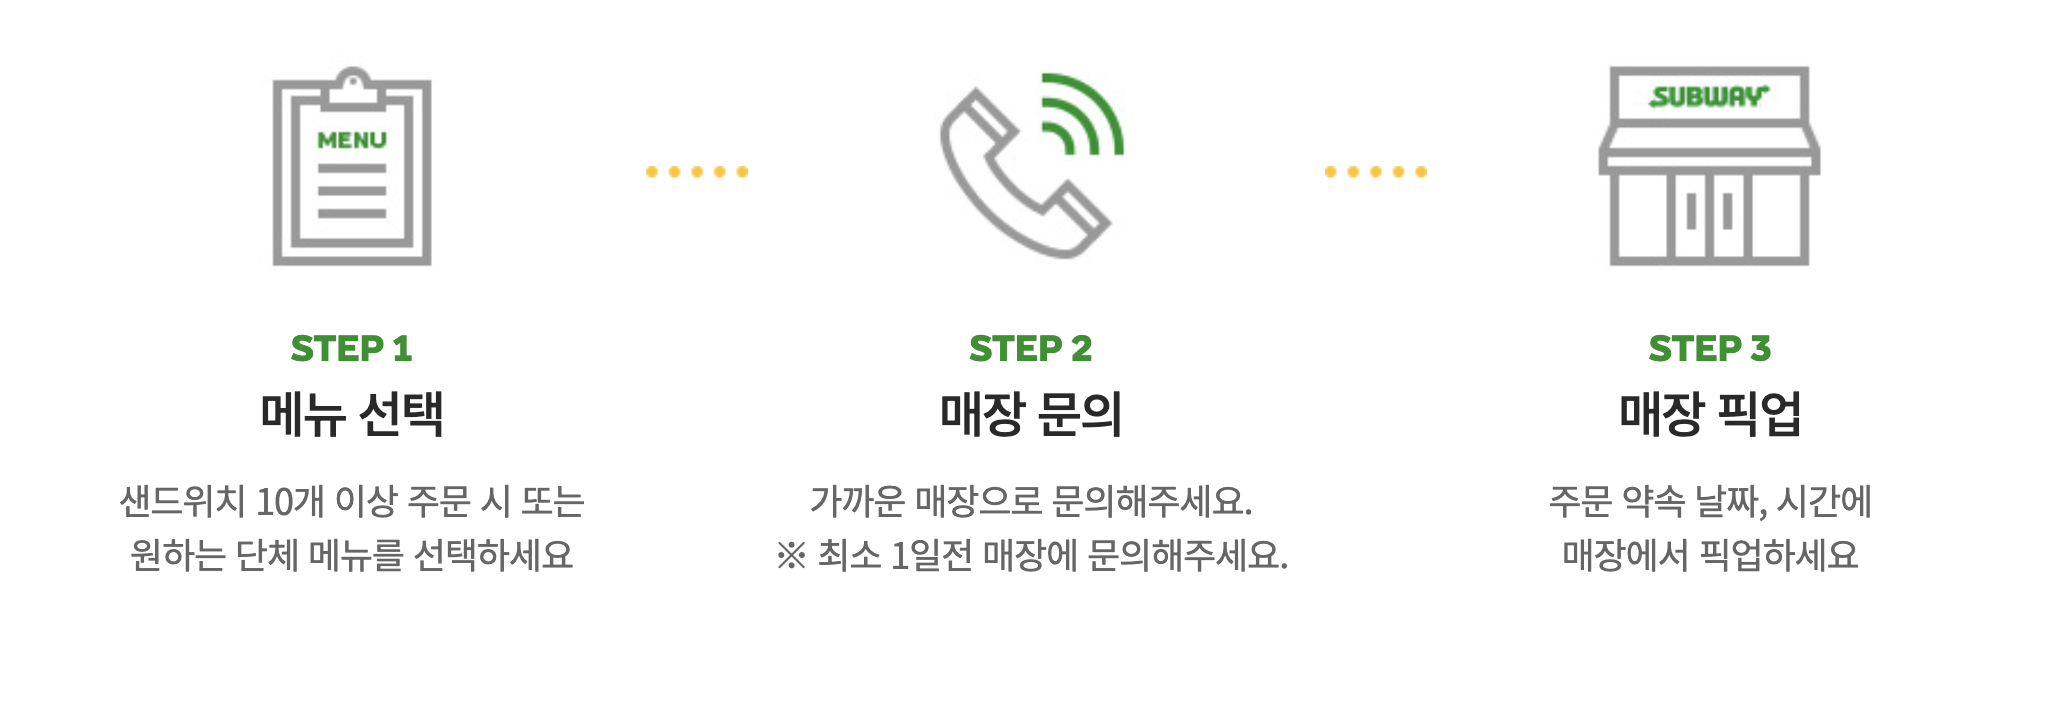 MENU
STEP 1
메뉴 선택
샌드위치 10개 이상 주문 시 또는
원하는 단체 메뉴를 선택하세요
STEP 2
매장 문의
가까운 매장으로 문의해주세요.
※ 최소 1일전 매장에 문의해주세요.
SUBWAY
STEP 3
매장 픽업
주문 약속 날짜, 시간에
매장에서 픽업하세요